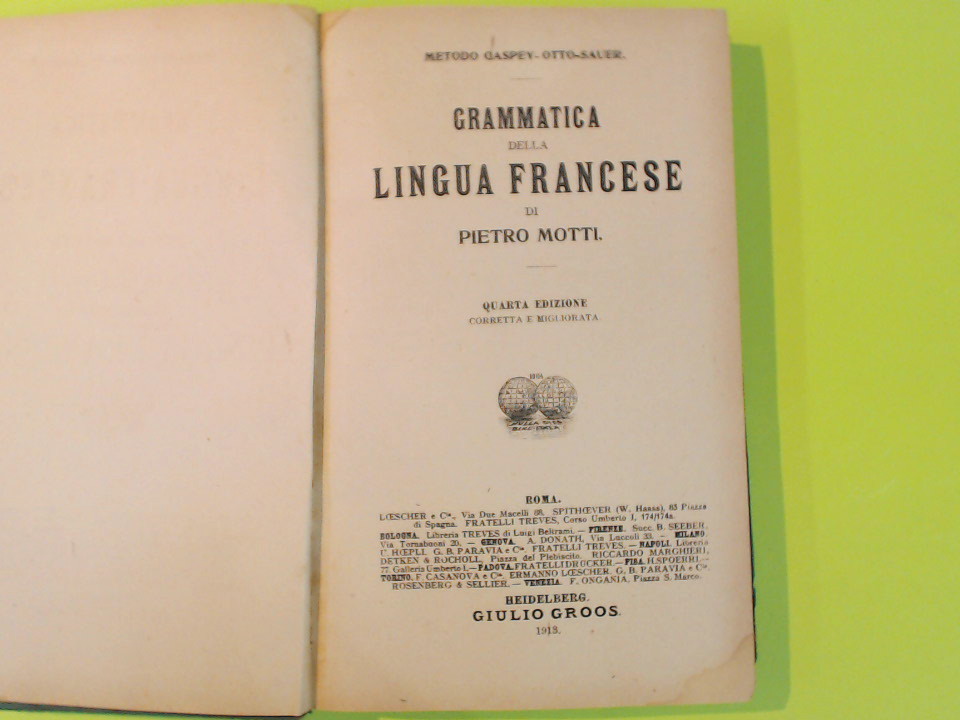 METODO GASPEY-OTTO-SAUER.
GRAMMATICA
DELLA
LINGUA FRANCESE
DI
PIETRO MOTTI.
QUARTA EDIZIONE
CORRETTA E MIGLIORATA
ROMA.
LŒSCHER e Cie., Via Due Macelli 88. SPITHŒVER (W. Haass), 85 Piazza
di Spagna. FRATELLI TREVES, Corso Umberto I, 174/174a.
BOLOGNA. Libreria TREVES di Luigi Beltrami.—FIRENZE. Succ. B. SEEBER,
Via Tornabuoni 20.—GENOVA. A. DONATH, Via Luccoli 33.—MILANO.
U. HŒPLI. G. B. PARAVIA e Cie. FRATELLI TREVES.—NAPOLI. Libreria
DETKEN & ROCHOLL, Piazza del Plebiscito. RICCARDO MARGHIERI,
77. Galleria Umberto I.—PADOVA. FRATELLI DRUCKER.—PISA. H. SPOERRI.—
TORINO. F. CASANOVA e Cie. ERMANNO LŒSCHER. G. B. PARAVIA e Cie.
ROSENBERG & SELLIER.—VENEZIA. F. ONGANIA, Piazza S. Marco.
HEIDELBERG.
GIULIO GROOS.
1913.